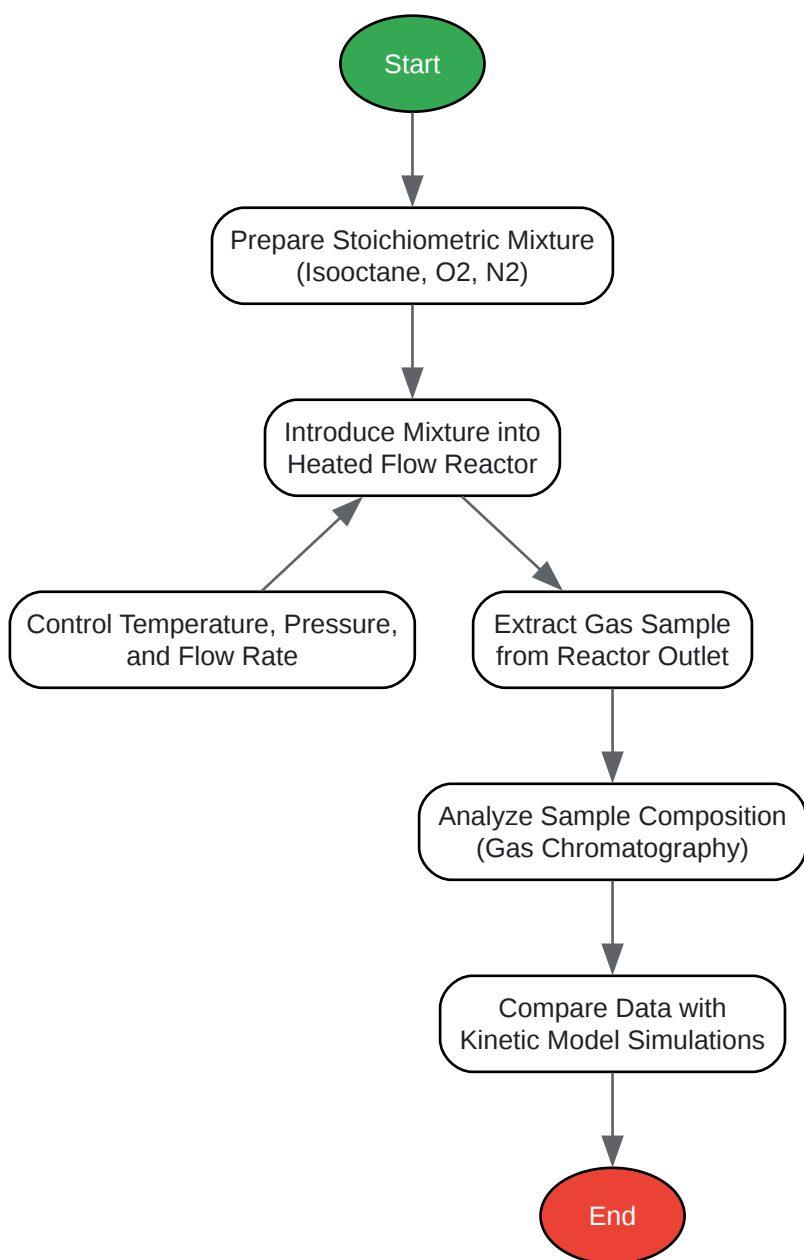 Start
Prepare Stoichiometric Mixture
(Isooctane, O2, N2)
Introduce Mixture into
Heated Flow Reactor
Control Temperature, Pressure,
and Flow Rate
Extract Gas Sample
from Reactor Outlet
Analyze Sample Composition
(Gas Chromatography)
Compare Data with
Kinetic Model Simulations
End